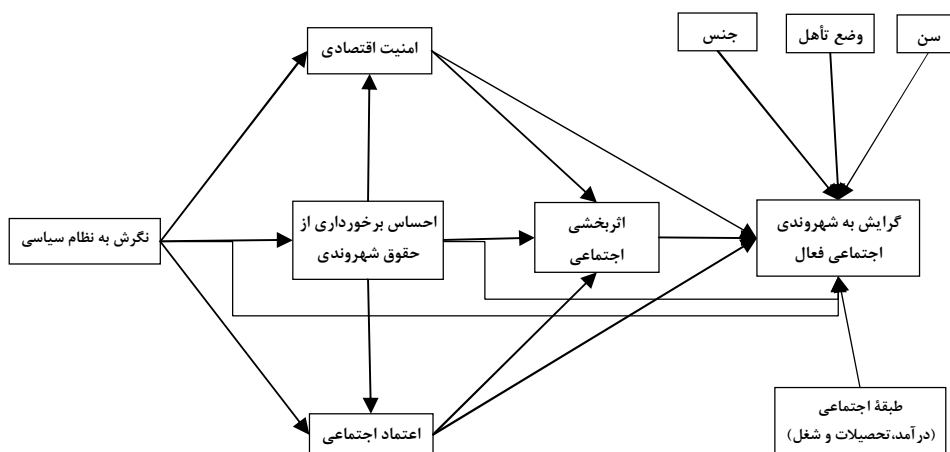 سن
وضع تأهل
جنس
امنیت اقتصادی
گرایش به شهروندی
اجتماعی فعال
اثربخشی
اجتماعی
احساس برخورداری از
حقوق شهروندی
نگرش به نظام سیاسی
طبقهٔ اجتماعی
(درآمد،تحصیلات و شغل)
اعتماد اجتماعی